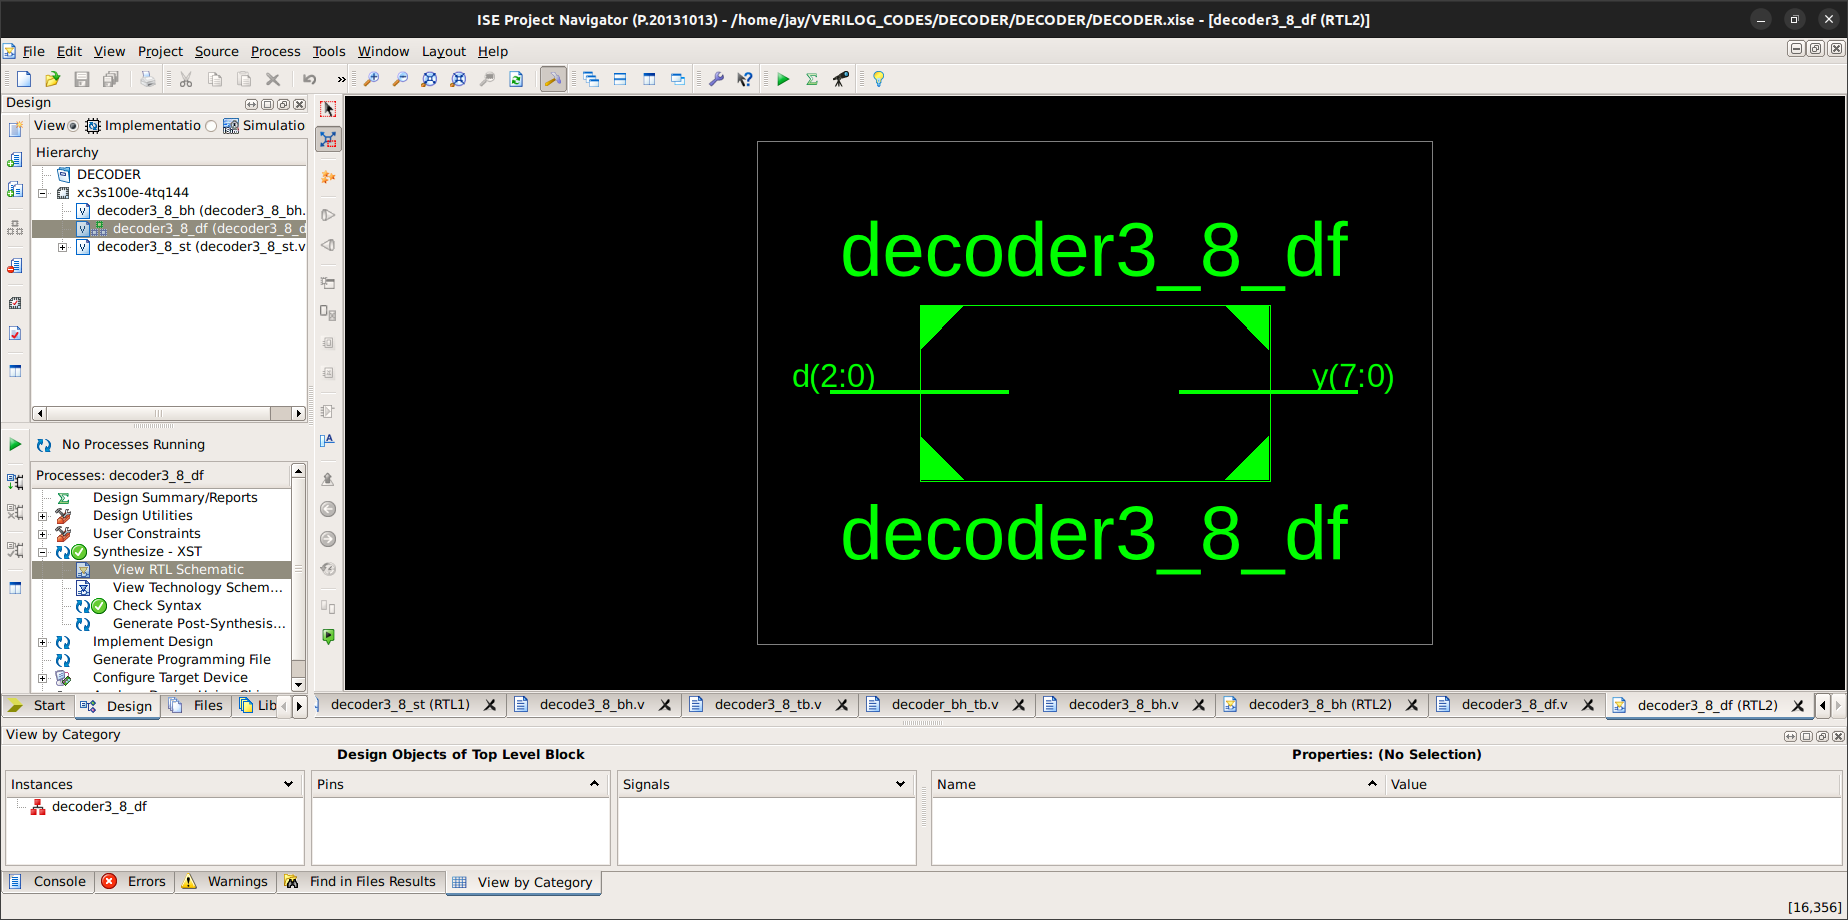 ISE Project Navigator (P.20131013) - /home/jay/VERILOG_CODES/DECODER/DECODER/DECODER.xise - [decoder3_8_df (RTL2)]
File Edit View Project Source Process Tools Window Layout Help
Design
View Implementatio Simulatio
Hierarchy
DECODER
xc3s100e-4tq144
decoder3_8_bh (decoder3_8_bh.
decoder3_8_df (decoder3_8_d
decoder3_8_st (decoder3_8_st.v
No Processes Running
Processes: decoder3_8_df
Design Summary/Reports
Design Utilities
User Constraints
Synthesize - XST
View RTL Schematic
View Technology Schem...
Check Syntax
Generate Post-Synthesis...
Implement Design
Generate Programming File
Configure Target Device
Start Design Files Lib
decoder3_8_df
d(2:0) y(7:0)
decoder3_8_df
decoder3_8_st (RTL1) decode3_8_bh.v decoder3_8_tb.v decoder_bh_tb.v decoder3_8_bh.v decoder3_8_bh (RTL2) decoder3_8_df.v decoder3_8_df (RTL2)
View by Category
Design Objects of Top Level Block Properties: (No Selection)
Instances Pins Signals Name Value
decoder3_8_df
Console Errors Warnings Find in Files Results View by Category
[16,356]